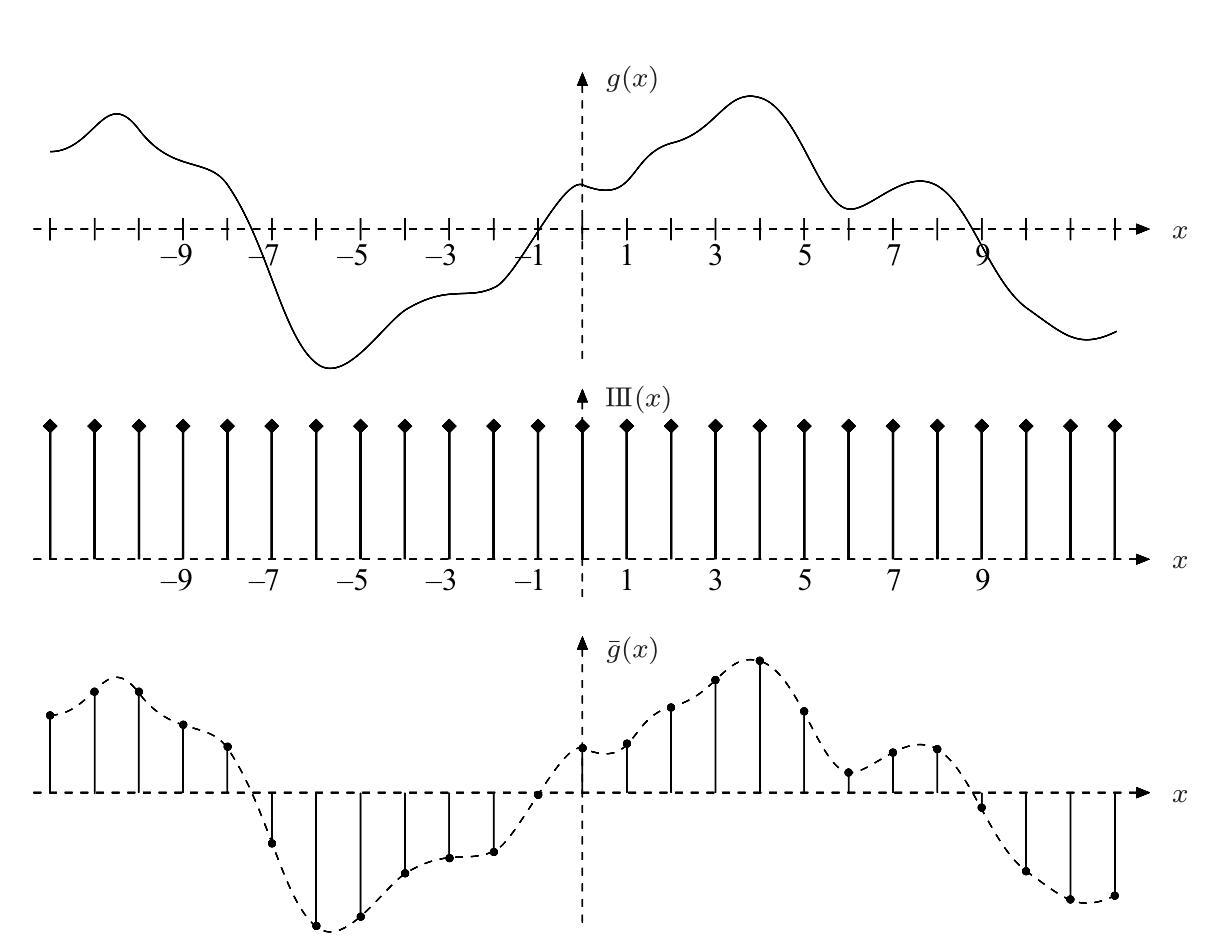 g(x)
x
–9 –7 –5 –3 –1 1 3 5 7 9
Ш(x)
x
–9 –7 –5 –3 –1 1 3 5 7 9
ḡ(x)
x